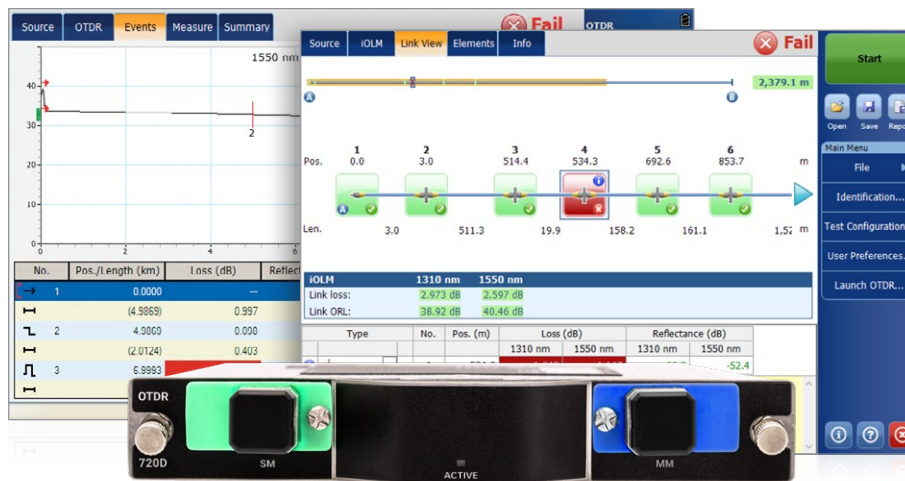 Source OTDR Events Measure Summary
Fail
OTDR
1550 nm
40
30
20
10
0
0 2 4 6
2
No. Pos./Length (km) Loss (dB)
1 0.0000 ---
(4.9869) 0.997
2 4.9869 0.090
(2.0124) 0.403
3 6.9993
Source iOLM Link View Elements Info
Fail
2,379.1 m
A B
1 2 3 4 5 6
Pos. 0.0 3.0 514.4 534.3 692.6 853.7 m
A
Len. 3.0 511.3 19.9 158.2 161.1 m
iOLM 1310 nm 1550 nm
Link loss: 2.973 dB 2.597 dB
Link ORL: 38.92 dB 40.46 dB
Type No. Pos. (m) Loss (dB) Reflectance (dB)
1310 nm 1550 nm 1310 nm 1550 nm
-52.4
Start
Open Save
Main Menu
File
Identification...
Test Configuration
User Preferences.
Launch OTDR...
OTDR
720D
SM
ACTIVE
MM